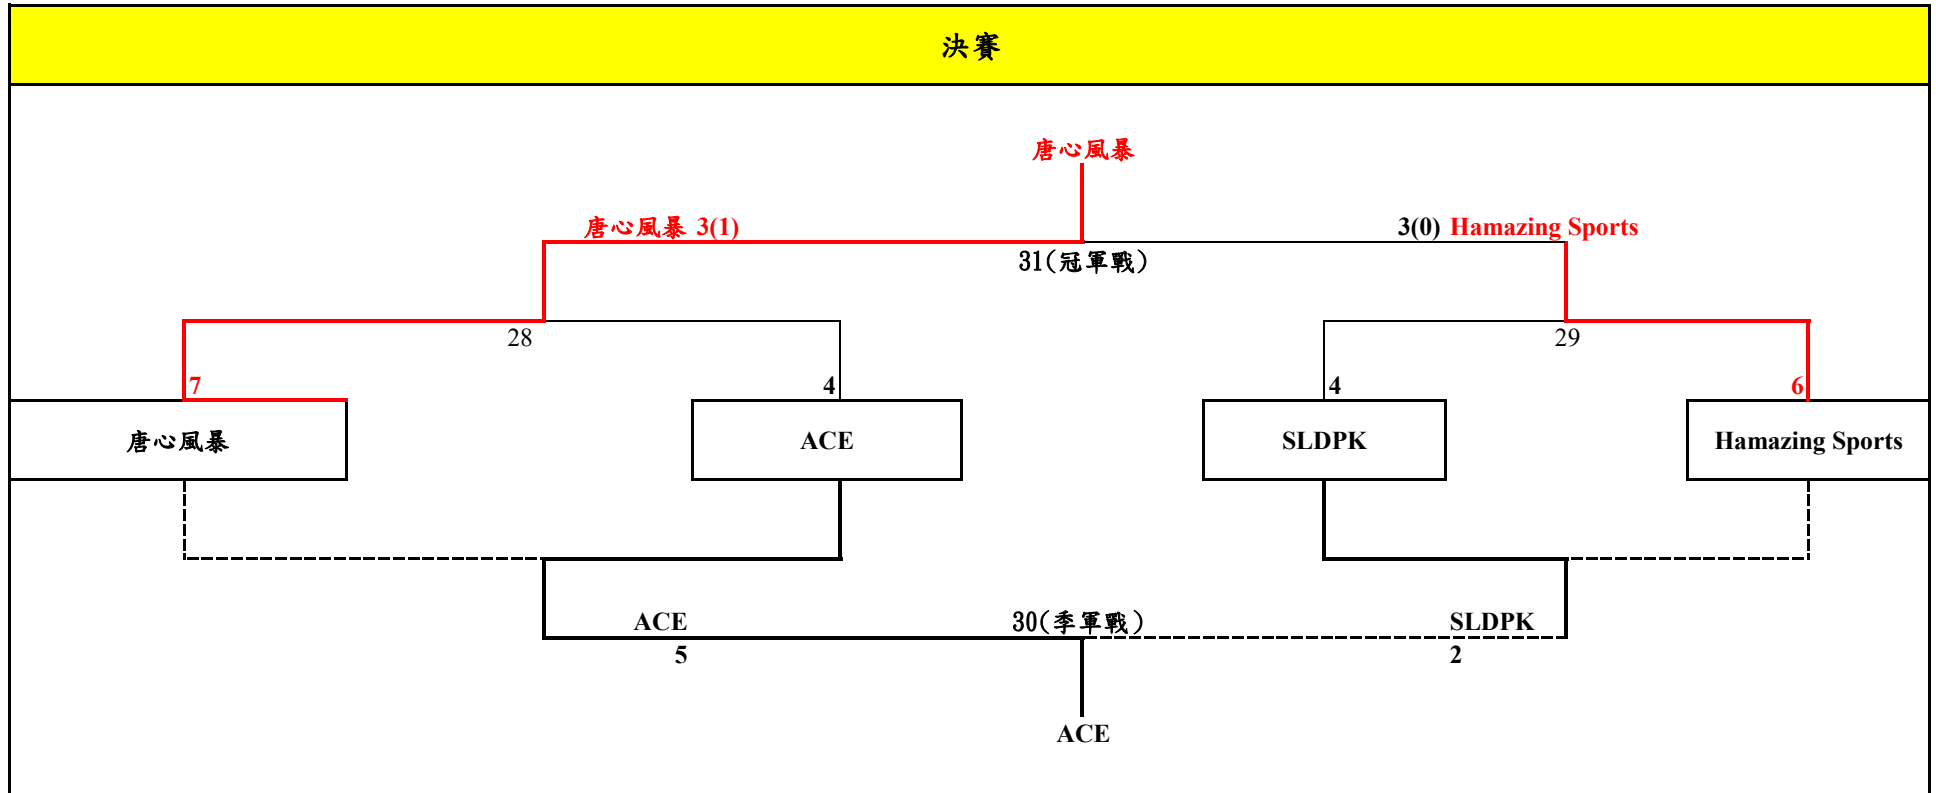 決賽
唐心風暴
唐心風暴 3(1)
3(0) Hamazing Sports
31(冠軍戰)
28
29
7
4
4
6
唐心風暴
ACE
SLDPK
Hamazing Sports
ACE
30(季軍戰)
SLDPK
5
2
ACE